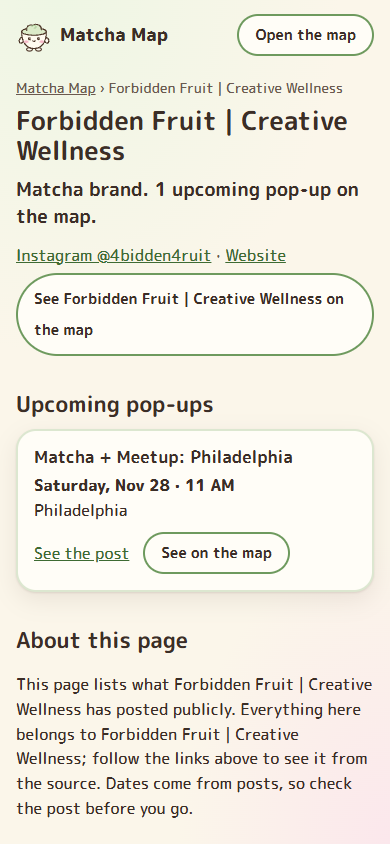 Matcha Map
Open the map
Matcha Map › Forbidden Fruit | Creative Wellness
Forbidden Fruit | Creative
Wellness
Matcha brand. 1 upcoming pop-up on
the map.
Instagram @4bidden4ruit · Website
See Forbidden Fruit | Creative Wellness on
the map
Upcoming pop-ups
Matcha + Meetup: Philadelphia
Saturday, Nov 28 · 11 AM
Philadelphia
See the post
See on the map
About this page
This page lists what Forbidden Fruit | Creative
Wellness has posted publicly. Everything here
belongs to Forbidden Fruit | Creative
Wellness; follow the links above to see it from
the source. Dates come from posts, so check
the post before you go.